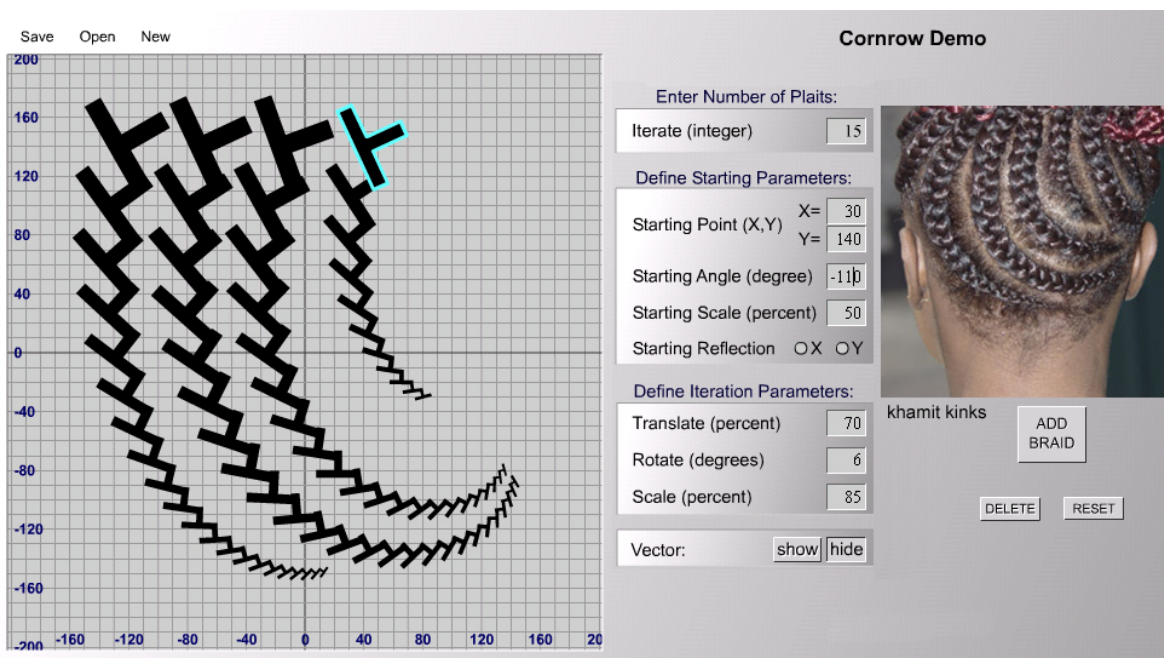 Save Open New
Cornrow Demo
200
160
120
80
40
0
-40
-80
-120
-160
-200
-160 -120 -80 -40 0 40 80 120 160 20
Enter Number of Plaits:
Iterate (integer) 15
Define Starting Parameters:
Starting Point (X,Y) X= 30
Y= 140
Starting Angle (degree) -110
Starting Scale (percent) 50
Starting Reflection X Y
Define Iteration Parameters:
Translate (percent) 70
Rotate (degrees) 6
Scale (percent) 85
Vector: show hide
khamit kinks
ADD
BRAID
DELETE RESET